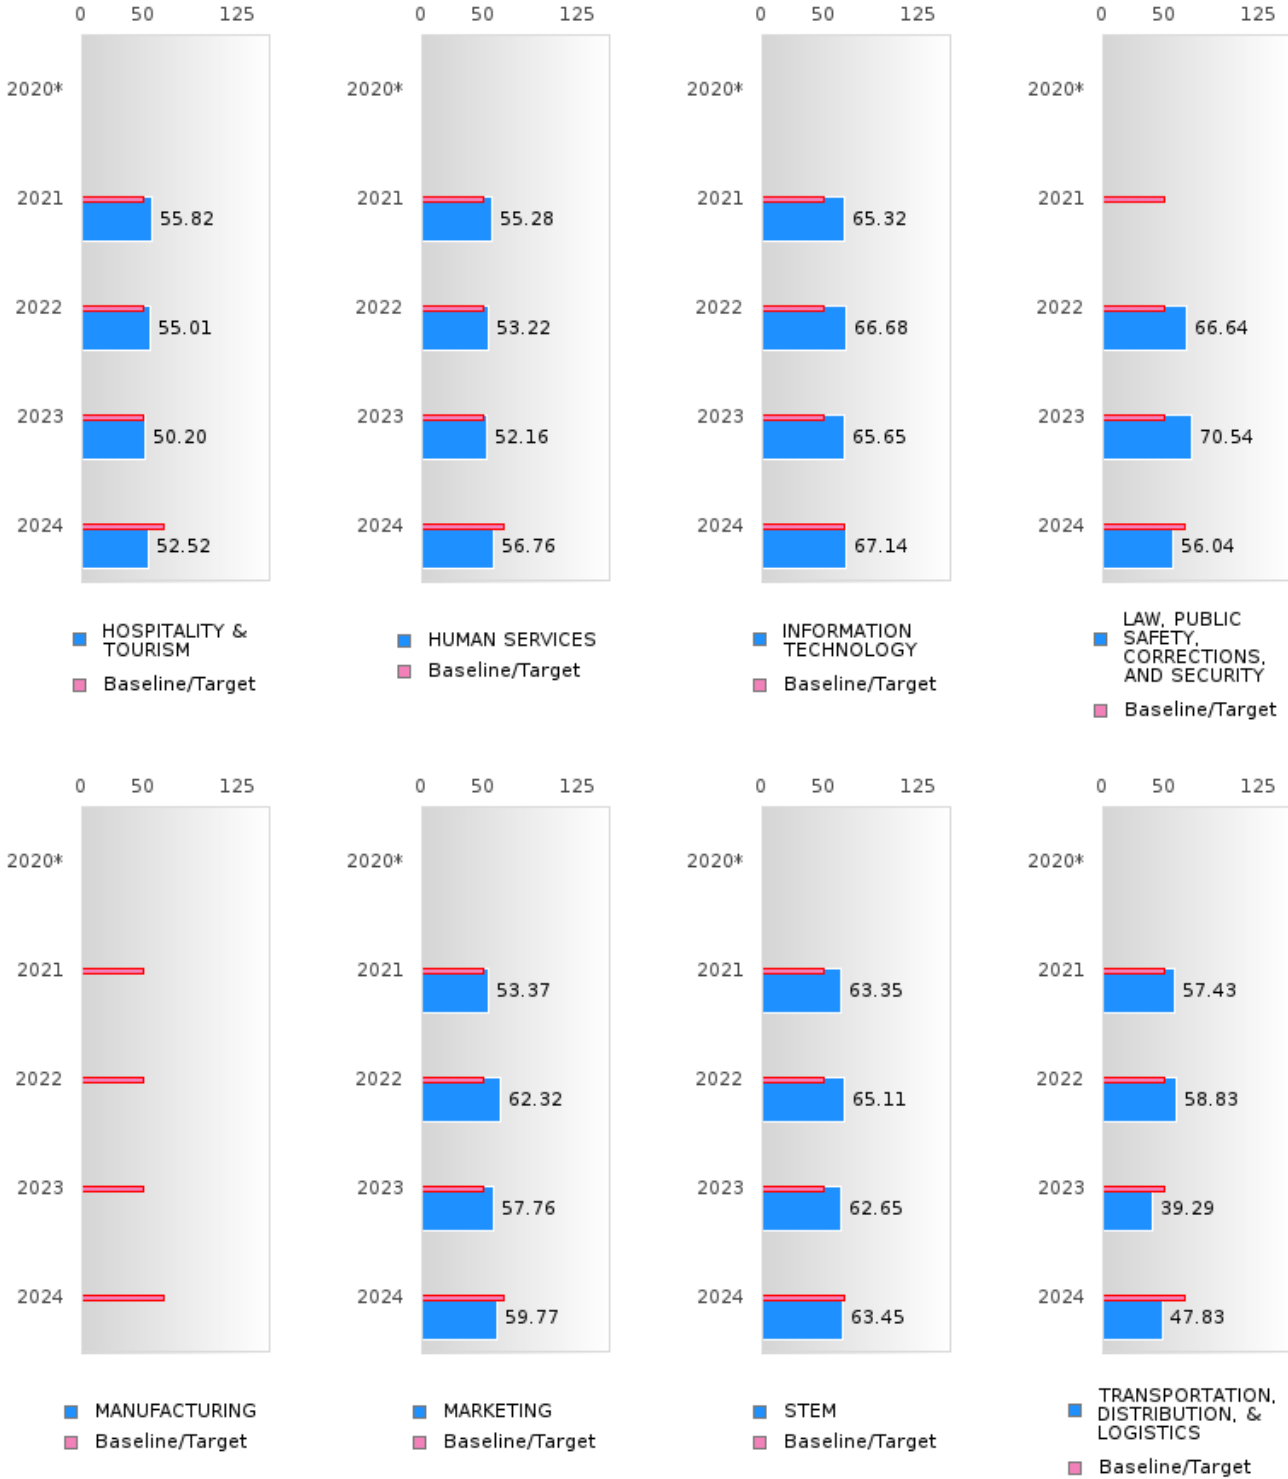 0 50 125
2020*
2021
55.82
2022
55.01
2023
50.20
2024
52.52
HOSPITALITY &
TOURISM
Baseline/Target
0 50 125
2020*
2021
55.28
2022
53.22
2023
52.16
2024
56.76
HUMAN SERVICES
Baseline/Target
0 50 125
2020*
2021
65.32
2022
66.68
2023
65.65
2024
67.14
INFORMATION
TECHNOLOGY
Baseline/Target
0 50 125
2020*
2021
2022
66.64
2023
70.54
2024
56.04
LAW, PUBLIC
SAFETY,
CORRECTIONS,
AND SECURITY
Baseline/Target
0 50 125
2020*
2021
2022
2023
2024
MANUFACTURING
Baseline/Target
0 50 125
2020*
2021
53.37
2022
62.32
2023
57.76
2024
59.77
MARKETING
Baseline/Target
0 50 125
2020*
2021
63.35
2022
65.11
2023
62.65
2024
63.45
STEM
Baseline/Target
0 50 125
2020*
2021
57.43
2022
58.83
2023
39.29
2024
47.83
TRANSPORTATION,
DISTRIBUTION, &
LOGISTICS
Baseline/Target